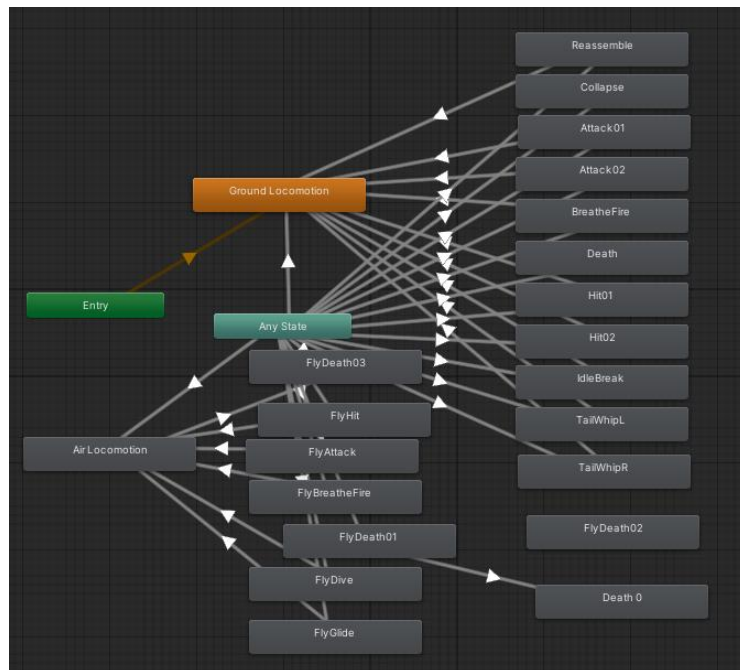 Reassemble
Collapse
Attack01
Attack02
Ground Locomotion
BreatheFire
Death
Hit01
Entry
Any State
Hit02
FlyDeath03
IdleBreak
FlyHit
TailWhipL
Air Locomotion
FlyAttack
TailWhipR
FlyBreatheFire
FlyDeath02
FlyDeath01
FlyDive
Death 0
FlyGlide